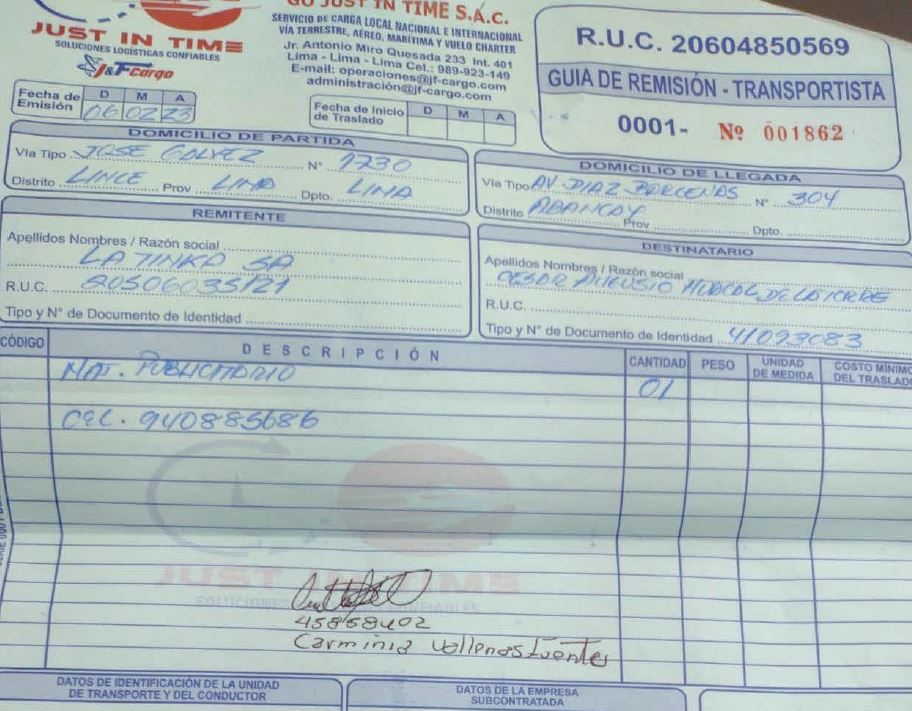 GO JUST IN TIME S.A.C.
SERVICIO DE CARGA LOCAL NACIONAL E INTERNACIONAL
VÍA TERRESTRE, AÉREO, MARÍTIMA Y VUELO CHARTER
Jr. Antonio Miro Quesada 233 Int. 401
Lima - Lima - Lima Cel.: 989-923-149
E-mail: operaciones@jf-cargo.com
administración@jf-cargo.com
JUST IN TIME
SOLUCIONES LOGÍSTICAS CONFIABLES
J&F cargo
R.U.C. 20604850569
GUIA DE REMISIÓN - TRANSPORTISTA
0001- Nº 001862
Fecha de Emisión D M A
06 02 23
Fecha de Inicio de Traslado D M A
DOMICILIO DE PARTIDA
Vía Tipo JOSE GALVEZ N° 1730
Distrito LINCE Prov LIMA Dpto. LIMA
DOMICILIO DE LLEGADA
Vía Tipo AV DIAZ BARCENAS N° 304
Distrito ABANCAY Prov Dpto.
REMITENTE
Apellidos Nombres / Razón social
LA TINKA SA
R.U.C. 20506035121
Tipo y N° de Documento de Identidad
DESTINATARIO
Apellidos Nombres / Razón social
CESAR AUGUSTO DE LA TORRE
R.U.C.
Tipo y N° de Documento de Identidad 41093083
CÓDIGO DESCRIPCIÓN CANTIDAD PESO UNIDAD DE MEDIDA COSTO MÍNIMO DEL TRASLADO
MAT. PUBLICITARIO 01
CEL. 940885686
JUST IN TIME
SOLUCIONES CONFIABLES
45858402
Carminia Vallenas Fuentes
DATOS DE IDENTIFICACIÓN DE LA UNIDAD
DE TRANSPORTE Y DEL CONDUCTOR
DATOS DE LA EMPRESA
SUBCONTRATADA